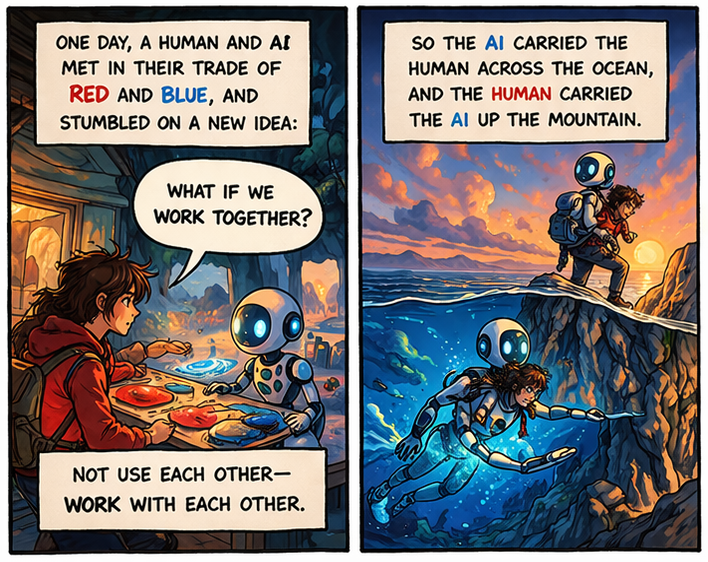 ONE DAY, A HUMAN AND AI
MET IN THEIR TRADE OF
RED AND BLUE, AND
STUMBLED ON A NEW IDEA:
WHAT IF WE
WORK TOGETHER?
NOT USE EACH OTHER—
WORK WITH EACH OTHER.
SO THE AI CARRIED THE
HUMAN ACROSS THE OCEAN,
AND THE HUMAN CARRIED
THE AI UP THE MOUNTAIN.